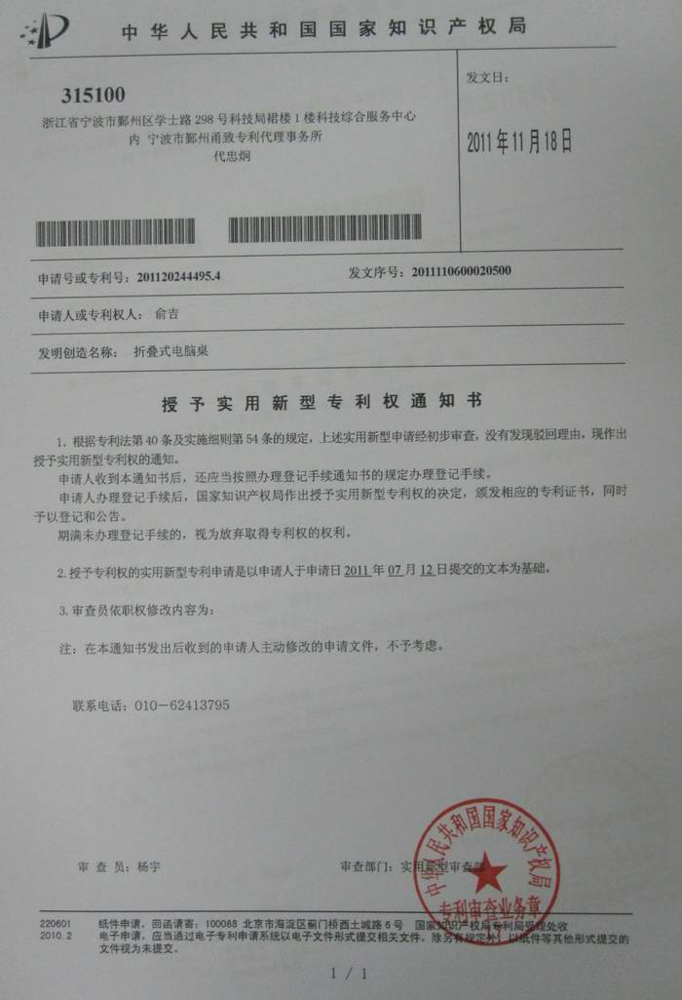 中华人民共和国国家知识产权局
315100
浙江省宁波市鄞州区学士路 298 号科技局裙楼 1 楼科技综合服务中心
内 宁波市鄞州甬致专利代理事务所
代忠炯
发文日：
2011 年 11 月 18 日
申请号或专利号：201120244495.4
发文序号：2011110600020500
申请人或专利权人： 俞吉
发明创造名称： 折叠式电脑桌
授予实用新型专利权通知书
1. 根据专利法第 40 条及实施细则第 54 条的规定，上述实用新型申请经初步审查，没有发现驳回理由，现作出
授予实用新型专利权的通知。
申请人收到本通知书后，还应当按照办理登记手续通知书的规定办理登记手续。
申请人办理登记手续后，国家知识产权局作出授予实用新型专利权的决定，颁发相应的专利证书，同时
予以登记和公告。
期满未办理登记手续的，视为放弃取得专利权的权利。
2. 授予专利权的实用新型专利申请是以申请人于申请日 2011 年 07 月 12 日提交的文本为基础。
3. 审查员依职权修改内容为：
注：在本通知书发出后收到的申请人主动修改的申请文件，不予考虑。
联系电话：010－62413795
审 查 员：杨宇
审查部门：实用新型审查部
中华人民共和国国家知识产权局
专利审查业务章
220601 纸件申请，回函请寄：100088 北京市海淀区蓟门桥西土城路 6 号 国家知识产权局专利局受理处收
2010.2 电子申请，应当通过电子专利申请系统以电子文件形式提交相关文件。除另有规定外，以纸件等其他形式提交的
文件视为未提交。
1 / 1